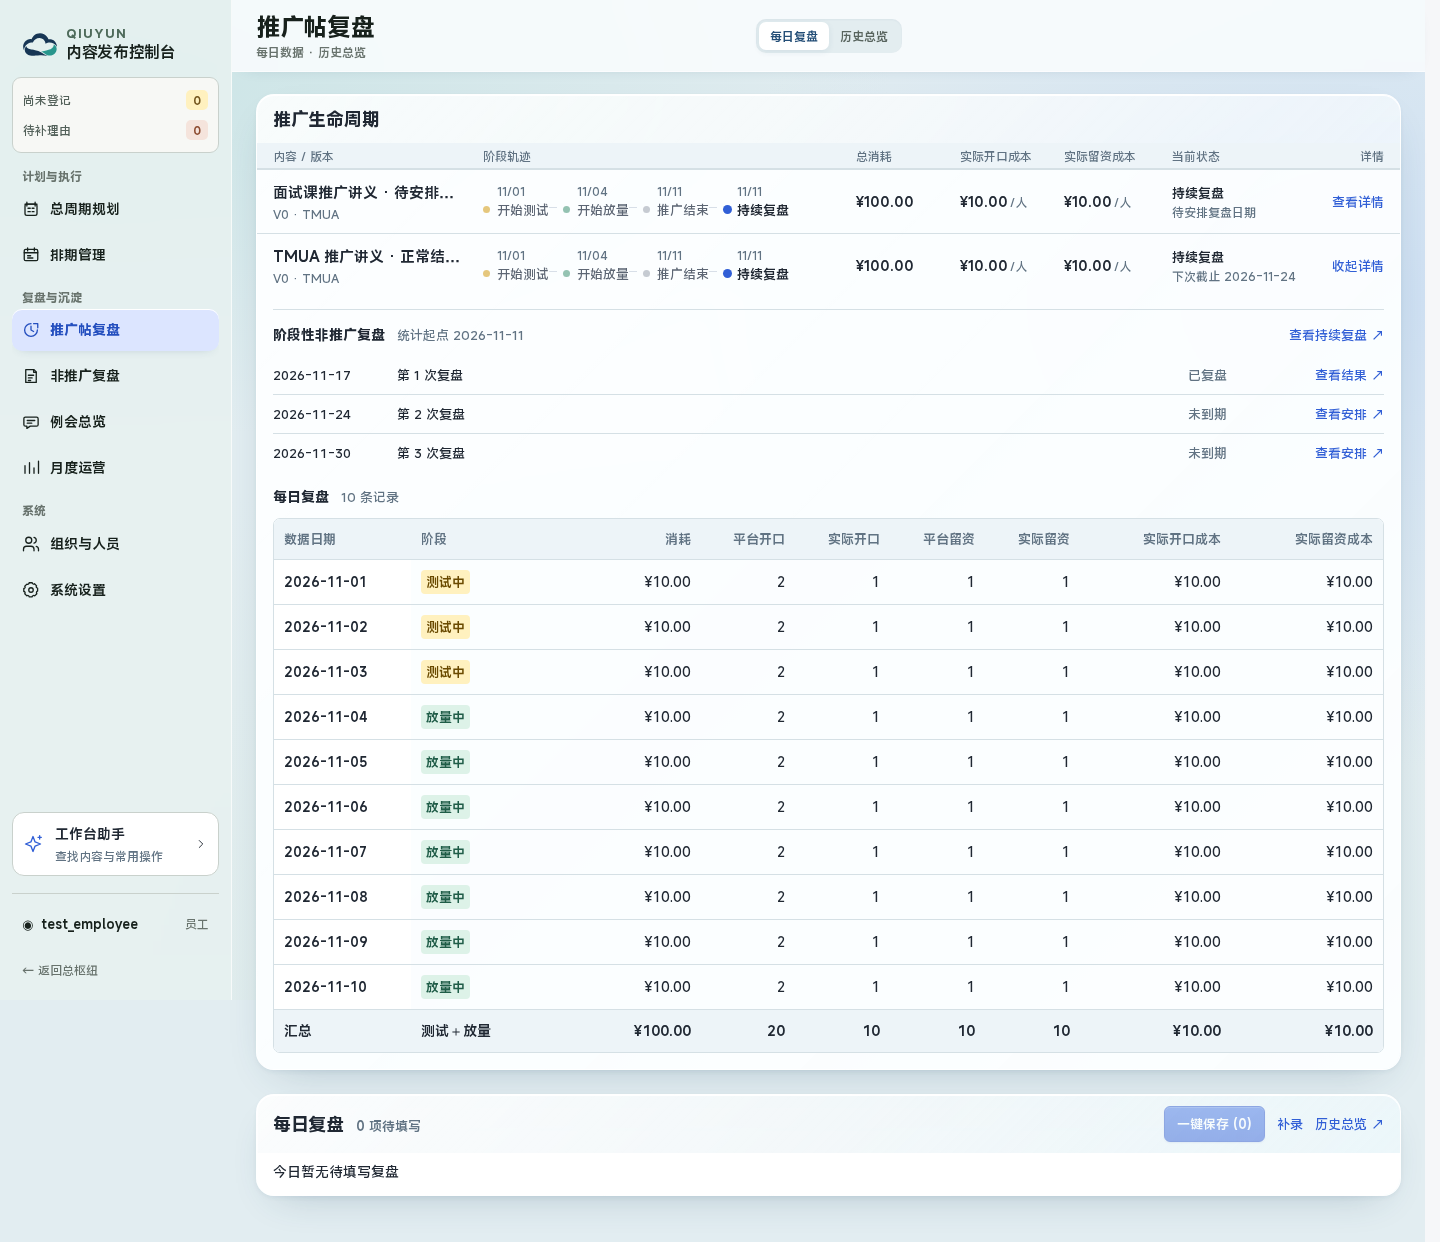 QIUYUN
内容发布控制台
尚未登记 0
待补理由 0
计划与执行
总周期规划
排期管理
复盘与沉淀
推广帖复盘
非推广复盘
例会总览
月度运营
系统
组织与人员
系统设置
工作台助手
查找内容与常用操作
test_employee 员工
← 返回总枢纽
推广帖复盘
每日数据 · 历史总览
每日复盘 历史总览
推广生命周期
内容 / 版本 阶段轨迹 总消耗 实际开口成本 实际留资成本 当前状态 详情
面试课推广讲义 · 待安排...
V0 · TMUA
11/01 11/04 11/11 11/11
开始测试 开始放量 推广结束 持续复盘
¥100.00 ¥10.00/人 ¥10.00/人
持续复盘
待安排复盘日期
查看详情
TMUA 推广讲义 · 正常结...
V0 · TMUA
11/01 11/04 11/11 11/11
开始测试 开始放量 推广结束 持续复盘
¥100.00 ¥10.00/人 ¥10.00/人
持续复盘
下次截止 2026-11-24
收起详情
阶段性非推广复盘 统计起点 2026-11-11 查看持续复盘 ↗
2026-11-17 第 1 次复盘 已复盘 查看结果 ↗
2026-11-24 第 2 次复盘 未到期 查看安排 ↗
2026-11-30 第 3 次复盘 未到期 查看安排 ↗
每日复盘 10 条记录
数据日期 阶段 消耗 平台开口 实际开口 平台留资 实际留资 实际开口成本 实际留资成本
2026-11-01 测试中 ¥10.00 2 1 1 1 ¥10.00 ¥10.00
2026-11-02 测试中 ¥10.00 2 1 1 1 ¥10.00 ¥10.00
2026-11-03 测试中 ¥10.00 2 1 1 1 ¥10.00 ¥10.00
2026-11-04 放量中 ¥10.00 2 1 1 1 ¥10.00 ¥10.00
2026-11-05 放量中 ¥10.00 2 1 1 1 ¥10.00 ¥10.00
2026-11-06 放量中 ¥10.00 2 1 1 1 ¥10.00 ¥10.00
2026-11-07 放量中 ¥10.00 2 1 1 1 ¥10.00 ¥10.00
2026-11-08 放量中 ¥10.00 2 1 1 1 ¥10.00 ¥10.00
2026-11-09 放量中 ¥10.00 2 1 1 1 ¥10.00 ¥10.00
2026-11-10 放量中 ¥10.00 2 1 1 1 ¥10.00 ¥10.00
汇总 测试＋放量 ¥100.00 20 10 10 10 ¥10.00 ¥10.00
每日复盘 0 项待填写 一键保存 (0) 补录 历史总览 ↗
今日暂无待填写复盘